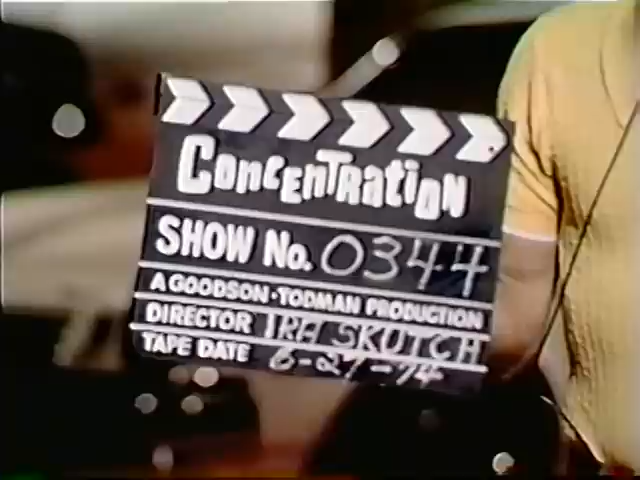 ConCEnTRatiON
SHOW No. 0344
A GOODSON·TODMAN PRODUCTION
DIRECTOR IRA SKUTCH
TAPE DATE 6-27-74